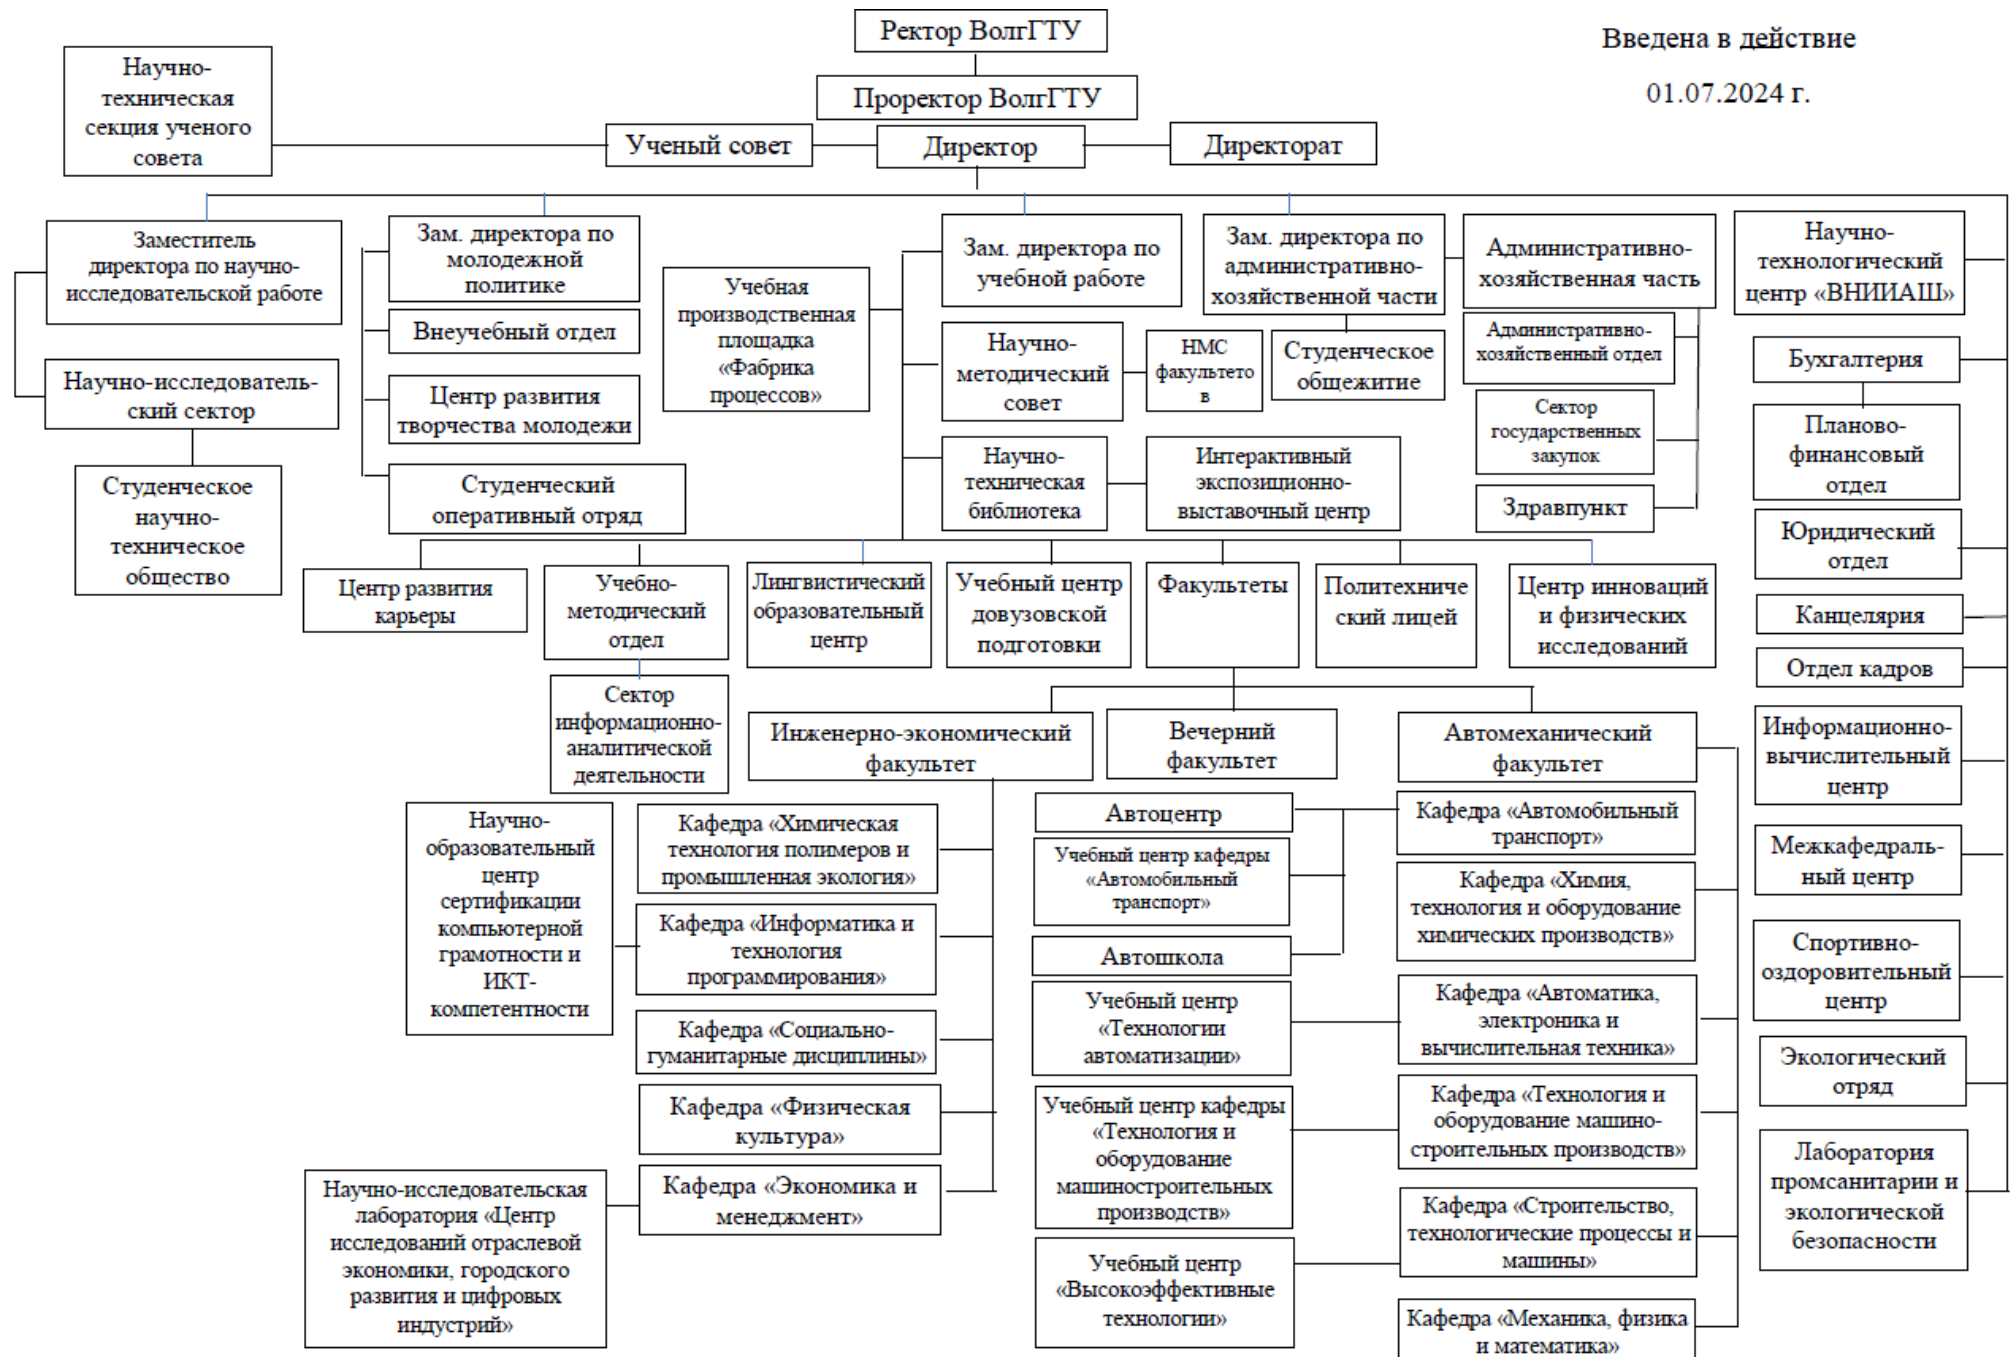 Ректор ВолгГТУ
Введена в действие
01.07.2024 г.
Научно-
техническая
секция ученого
совета
Проректор ВолгГТУ
Ученый совет
Директор
Директорат
Заместитель
директора по научно-
исследовательской работе
Научно-исследователь-
ский сектор
Студенческое
научно-
техническое
общество
Зам. директора по
молодежной
политике
Внеучебный отдел
Центр развития
творчества молодежи
Студенческий
оперативный отряд
Учебная
производственная
площадка
«Фабрика
процессов»
Зам. директора по
учебной работе
Научно-
методический
совет
НМС
факультето
в
Научно-
техническая
библиотека
Интерактивный
экспозиционно-
выставочный центр
Зам. директора по
административно-
хозяйственной части
Студенческое
общежитие
Административно-
хозяйственная часть
Административно-
хозяйственный отдел
Сектор
государственных
закупок
Здравпункт
Научно-
технологический
центр «ВНИИАШ»
Бухгалтерия
Планово-
финансовый
отдел
Юридический
отдел
Канцелярия
Отдел кадров
Информационно-
вычислительный
центр
Межкафедраль-
ный центр
Спортивно-
оздоровительный
центр
Экологический
отряд
Лаборатория
промсанитарии и
экологической
безопасности
Центр развития
карьеры
Учебно-
методический
отдел
Сектор
информационно-
аналитической
деятельности
Лингвистический
образовательный
центр
Учебный центр
довузовской
подготовки
Факультеты
Политехниче
ский лицей
Центр инноваций
и физических
исследований
Инженерно-экономический
факультет
Вечерний
факультет
Автомеханический
факультет
Научно-
образовательный
центр
сертификации
компьютерной
грамотности и
ИКТ-
компетентности
Кафедра «Химическая
технология полимеров и
промышленная экология»
Кафедра «Информатика и
технология
программирования»
Кафедра «Социально-
гуманитарные дисциплины»
Кафедра «Физическая
культура»
Кафедра «Экономика и
менеджмент»
Научно-исследовательская
лаборатория «Центр
исследований отраслевой
экономики, городского
развития и цифровых
индустрий»
Автоцентр
Учебный центр кафедры
«Автомобильный
транспорт»
Автошкола
Учебный центр
«Технологии
автоматизации»
Учебный центр кафедры
«Технология и
оборудование
машиностроительных
производств»
Учебный центр
«Высокоэффективные
технологии»
Кафедра «Автомобильный
транспорт»
Кафедра «Химия,
технология и оборудование
химических производств»
Кафедра «Автоматика,
электроника и
вычислительная техника»
Кафедра «Технология и
оборудование машино-
строительных производств»
Кафедра «Строительство,
технологические процессы и
машины»
Кафедра «Механика, физика
и математика»